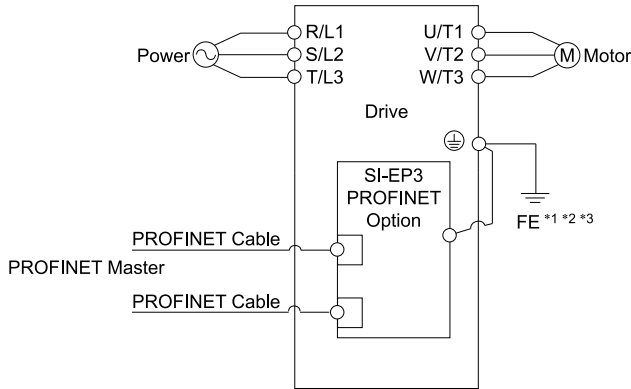 Power
R/L1
S/L2
T/L3
U/T1
V/T2
W/T3
M
Motor
Drive
SI-EP3
PROFINET
Option
FE *1 *2 *3
PROFINET Cable
PROFINET Master
PROFINET Cable